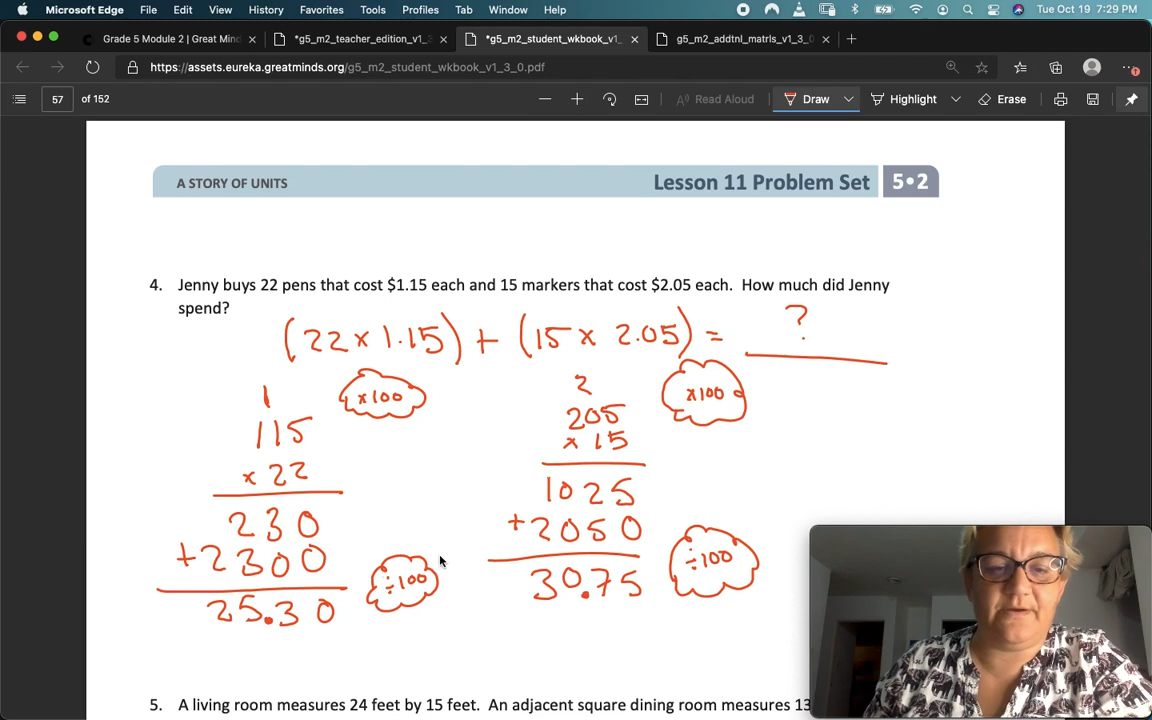 Microsoft Edge File Edit View History Favorites Tools Profiles Tab Window Help Tue Oct 19 7:29 PM
Grade 5 Module 2 | Great Mind × *g5_m2_teacher_edition_v1_3 × *g5_m2_student_wkbook_v1_ × g5_m2_addtnl_matrls_v1_3_0 × +
https://assets.eureka.greatminds.org/g5_m2_student_wkbook_v1_3_0.pdf
57 of 152 Read Aloud Draw Highlight Erase
A STORY OF UNITS Lesson 11 Problem Set 5•2
4. Jenny buys 22 pens that cost $1.15 each and 15 markers that cost $2.05 each. How much did Jenny
spend?
(22 x 1.15) + (15 x 2.05) = ?
x100
1
115
x 22
230
+2300
25.30
÷100
x100
2
205
x 15
1025
+2050
30.75
÷100
5. A living room measures 24 feet by 15 feet. An adjacent square dining room measures 13